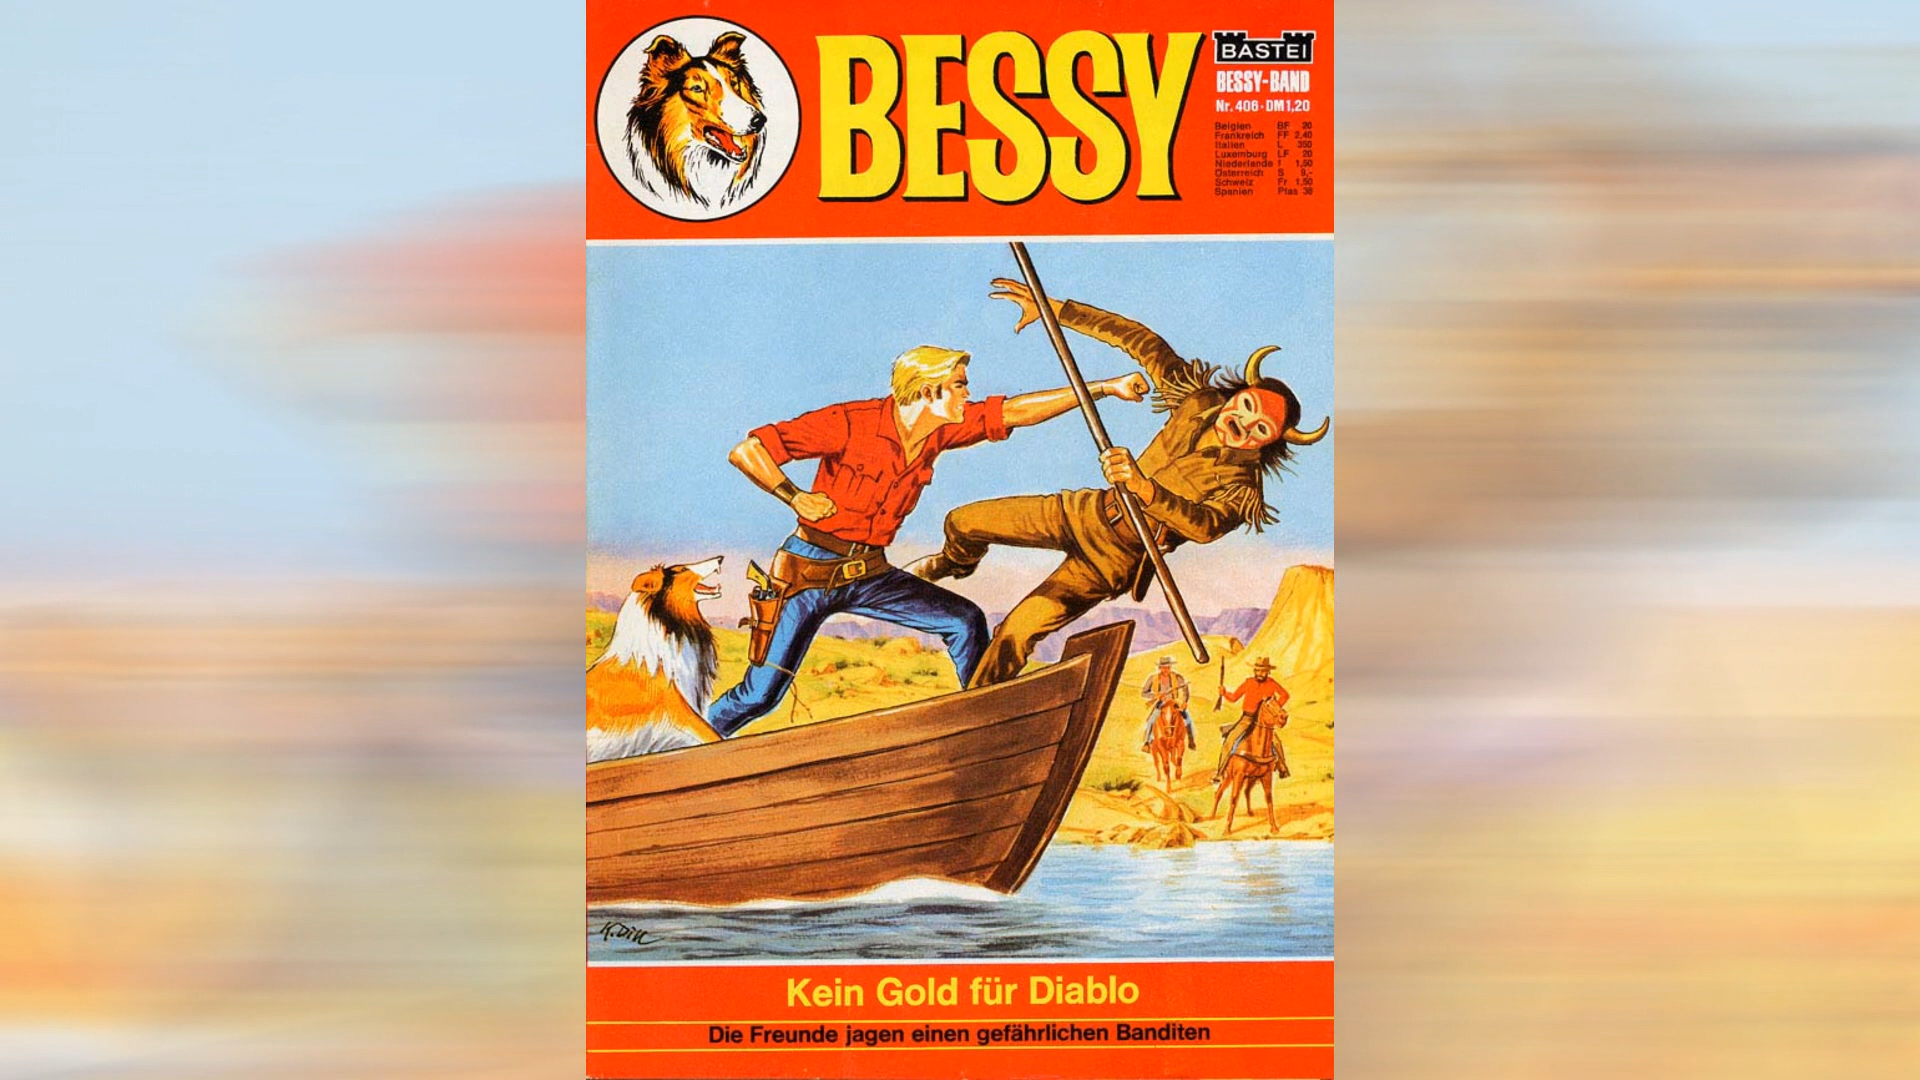 BESSY
BASTEI
BESSY-BAND
Nr. 406 · DM 1,20
Belgien BF 20
Frankreich FF 2,40
Italien L 350
Luxemburg LF 20
Niederlande f 1,50
Österreich S 9,-
Schweiz Fr 1,50
Spanien Ptas 38
K. Dill
Kein Gold für Diablo
Die Freunde jagen einen gefährlichen Banditen